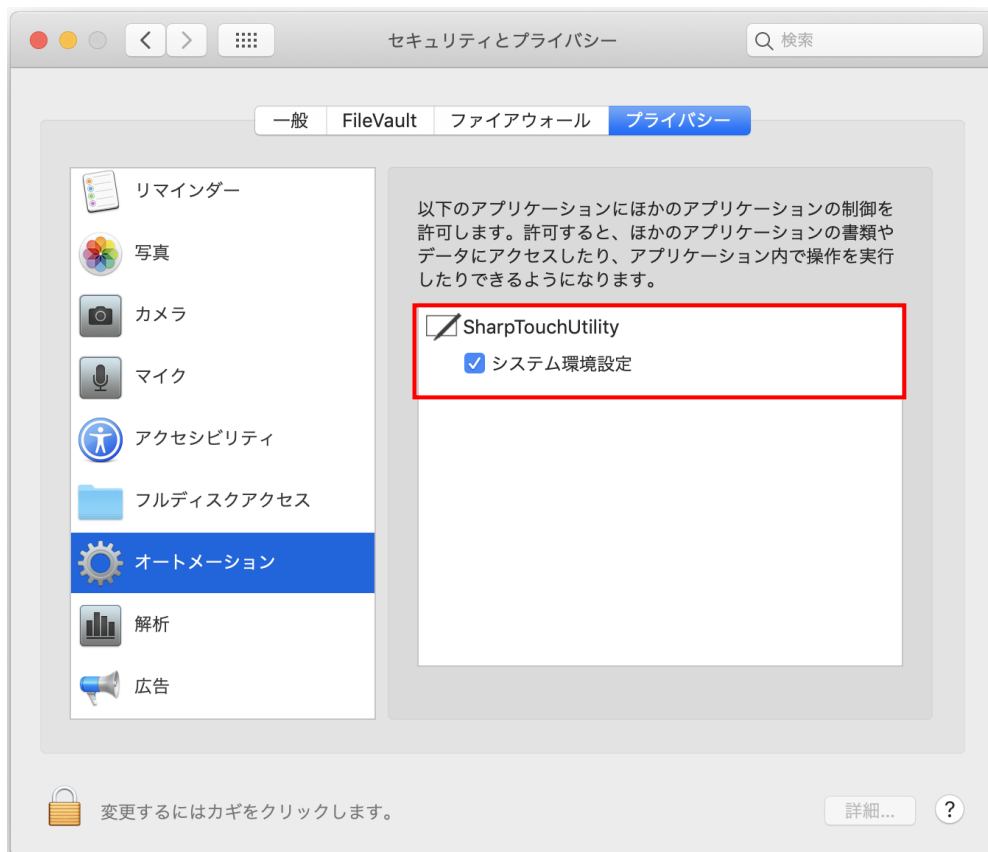 セキュリティとプライバシー
検索
一般
FileVault
ファイアウォール
プライバシー
リマインダー
写真
カメラ
マイク
アクセシビリティ
フルディスクアクセス
オートメーション
解析
広告
以下のアプリケーションにほかのアプリケーションの制御を
許可します。許可すると、ほかのアプリケーションの書類や
データにアクセスしたり、アプリケーション内で操作を実行
したりできるようになります。
SharpTouchUtility
システム環境設定
変更するにはカギをクリックします。
詳細...
?